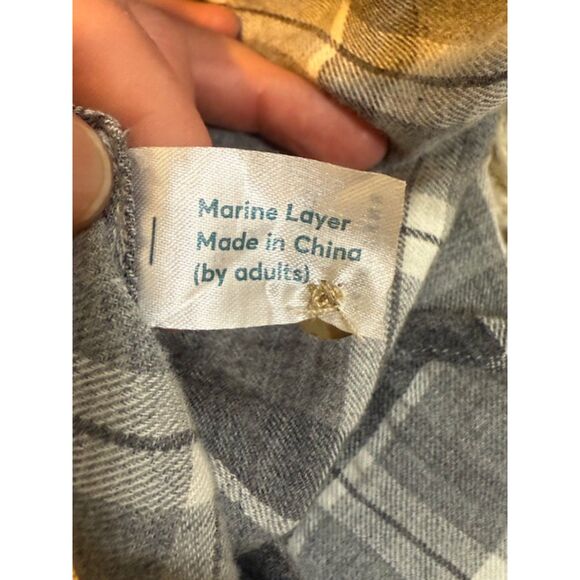 Marine Layer
Made in China
(by adults)